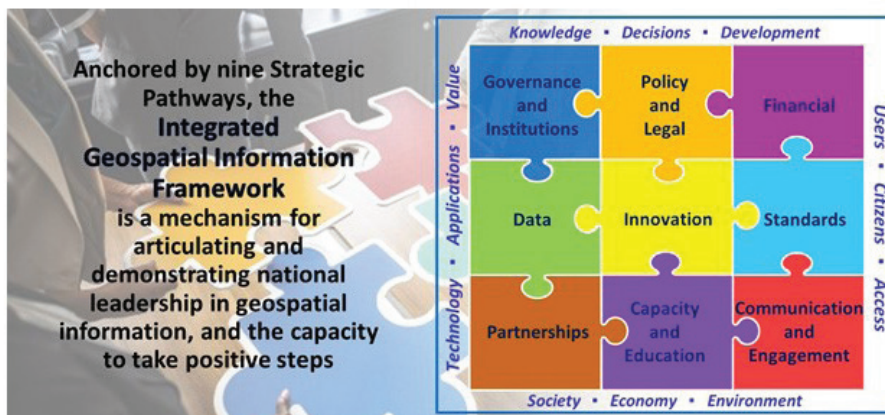 Anchored by nine Strategic
Pathways, the
Integrated
Geospatial Information
Framework
is a mechanism for
articulating and
demonstrating national
leadership in geospatial
information, and the capacity
to take positive steps
Knowledge • Decisions • Development
Technology • Applications • Value
Governance
and
Institutions
Policy
and
Legal
Financial
Data
Innovation
Standards
Partnerships
Capacity
and
Education
Communication
and
Engagement
Users • Citizens • Access
Society • Economy • Environment